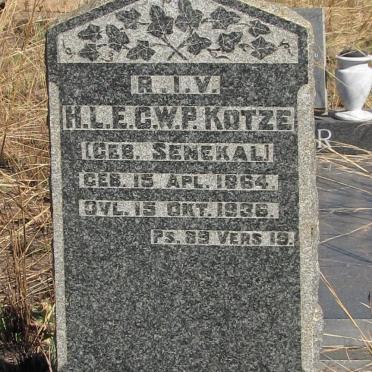 R.I.V.
H.L.E.C.W.P. KOTZE
(GEB. SENEKAL)
GEB. 15 APL. 1864.
OVL. 15 OKT. 1936.
PS. 89 VERS 19.
R